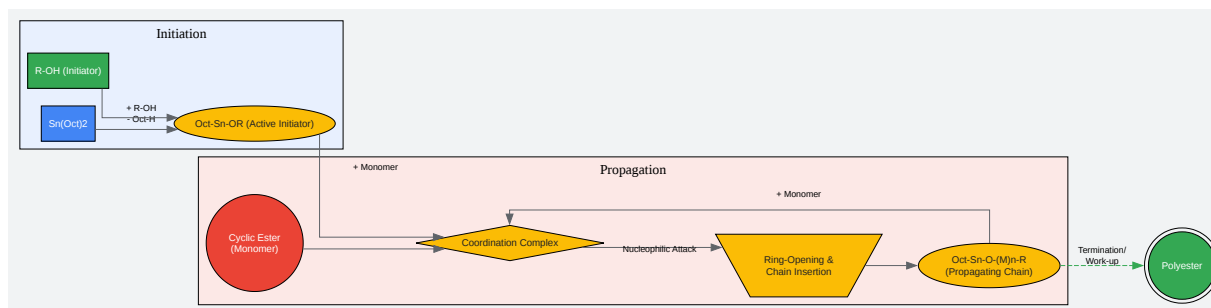 Initiation
R-OH (Initiator)
+ R-OH
- Oct-H
Sn(Oct)2
Oct-Sn-OR (Active Initiator)
+ Monomer
Propagation
+ Monomer
Cyclic Ester
(Monomer)
Coordination Complex
Nucleophilic Attack
Ring-Opening &
Chain Insertion
Oct-Sn-O-(M)n-R
(Propagating Chain)
Termination/
Work-up
Polyester